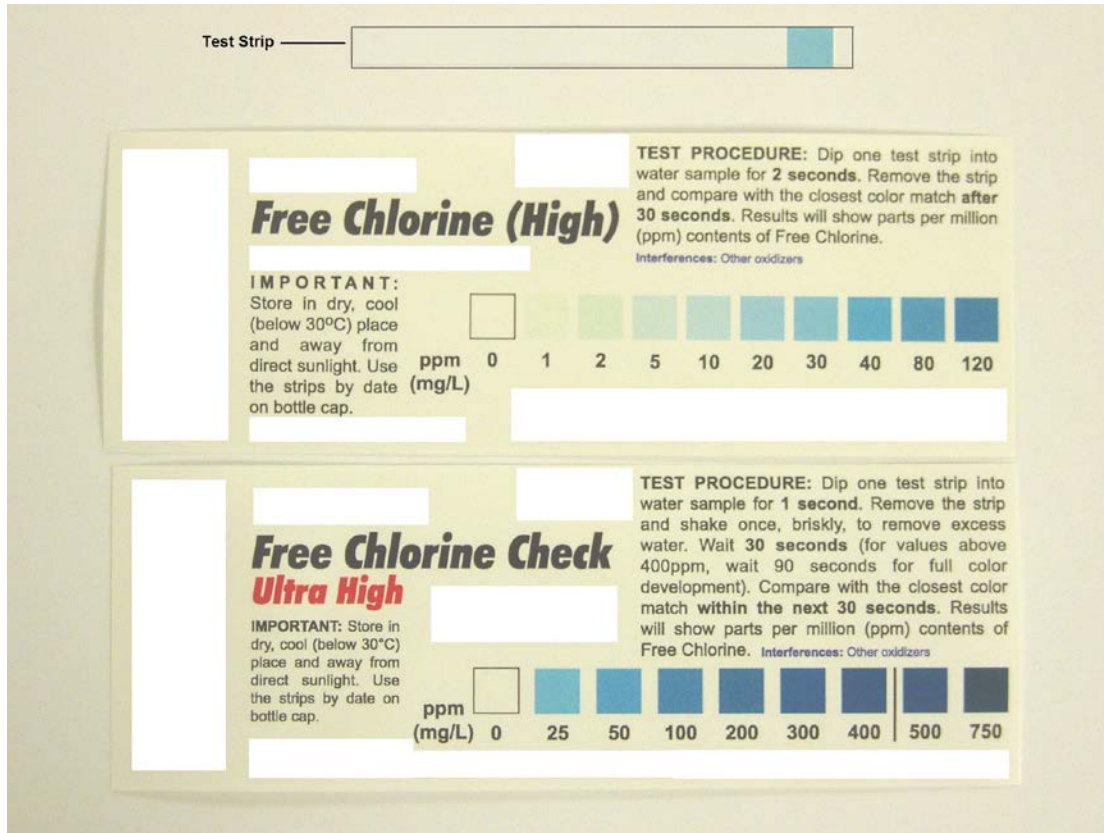 Test Strip
TEST PROCEDURE: Dip one test strip into
water sample for 2 seconds. Remove the strip
and compare with the closest color match after
30 seconds. Results will show parts per million
(ppm) contents of Free Chlorine.
Interferences: Other oxidizers
Free Chlorine (High)
IMPORTANT:
Store in dry, cool
(below 30ºC) place
and away from
direct sunlight. Use
the strips by date
on bottle cap.
ppm
(mg/L)
0 1 2 5 10 20 30 40 80 120
TEST PROCEDURE: Dip one test strip into
water sample for 1 second. Remove the strip
and shake once, briskly, to remove excess
water. Wait 30 seconds (for values above
400ppm, wait 90 seconds for full color
development). Compare with the closest color
match within the next 30 seconds. Results
will show parts per million (ppm) contents of
Free Chlorine. Interferences: Other oxidizers
Free Chlorine Check
Ultra High
IMPORTANT: Store in
dry, cool (below 30°C)
place and away from
direct sunlight. Use
the strips by date on
bottle cap.
ppm
(mg/L) 0 25 50 100 200 300 400 500 750